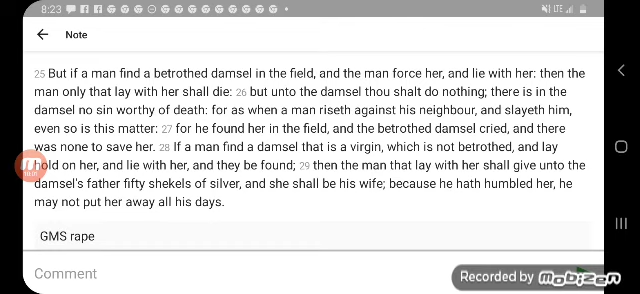 8:23 LTE
Note
25 But if a man find a betrothed damsel in the field, and the man force her, and lie with her: then the
man only that lay with her shall die: 26 but unto the damsel thou shalt do nothing; there is in the
damsel no sin worthy of death: for as when a man riseth against his neighbour, and slayeth him,
even so is this matter: 27 for he found her in the field, and the betrothed damsel cried, and there
was none to save her. 28 If a man find a damsel that is a virgin, which is not betrothed, and lay
hold on her, and lie with her, and they be found; 29 then the man that lay with her shall give unto the
damsel's father fifty shekels of silver, and she shall be his wife; because he hath humbled her, he
may not put her away all his days.
GMS rape
Comment
Recorded by mobizen